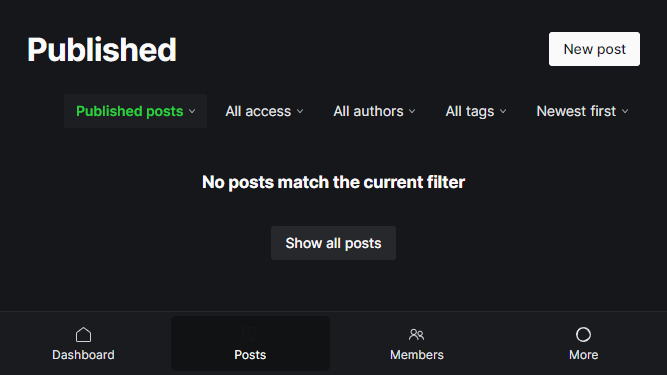 Published
New post
Published posts
All access
All authors
All tags
Newest first
No posts match the current filter
Show all posts
Dashboard
Posts
Members
More